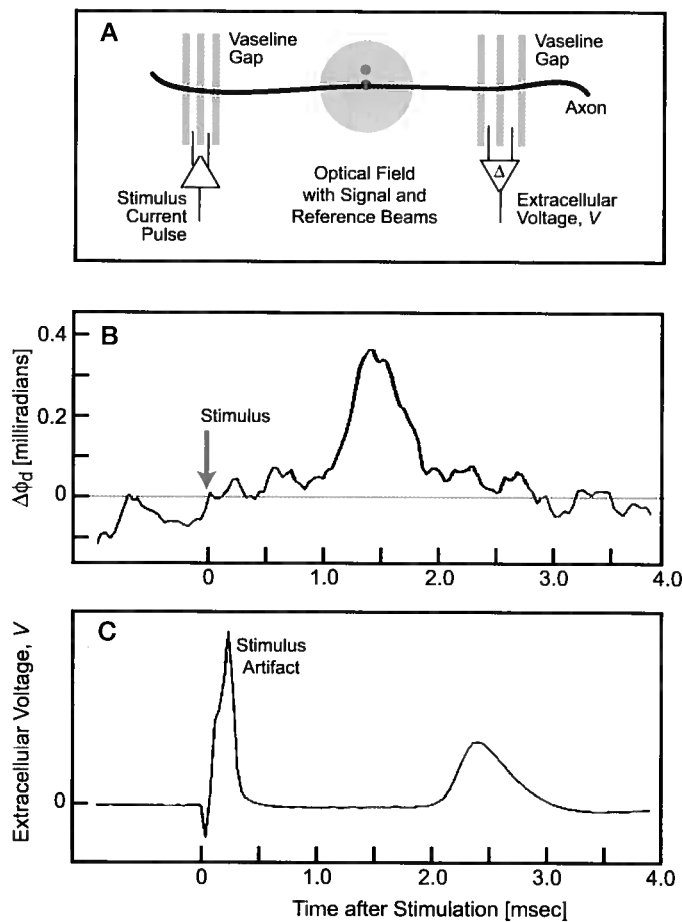 A
Vaseline
Gap
Vaseline
Gap
Axon
Δ
Stimulus
Current
Pulse
Optical Field
with Signal and
Reference Beams
Extracellular
Voltage, V
B
Δϕd [milliradians]
0.4
0.2
0
Stimulus
0 1.0 2.0 3.0 4.0
C
Extracellular Voltage, V
0
Stimulus
Artifact
0 1.0 2.0 3.0 4.0
Time after Stimulation [msec]